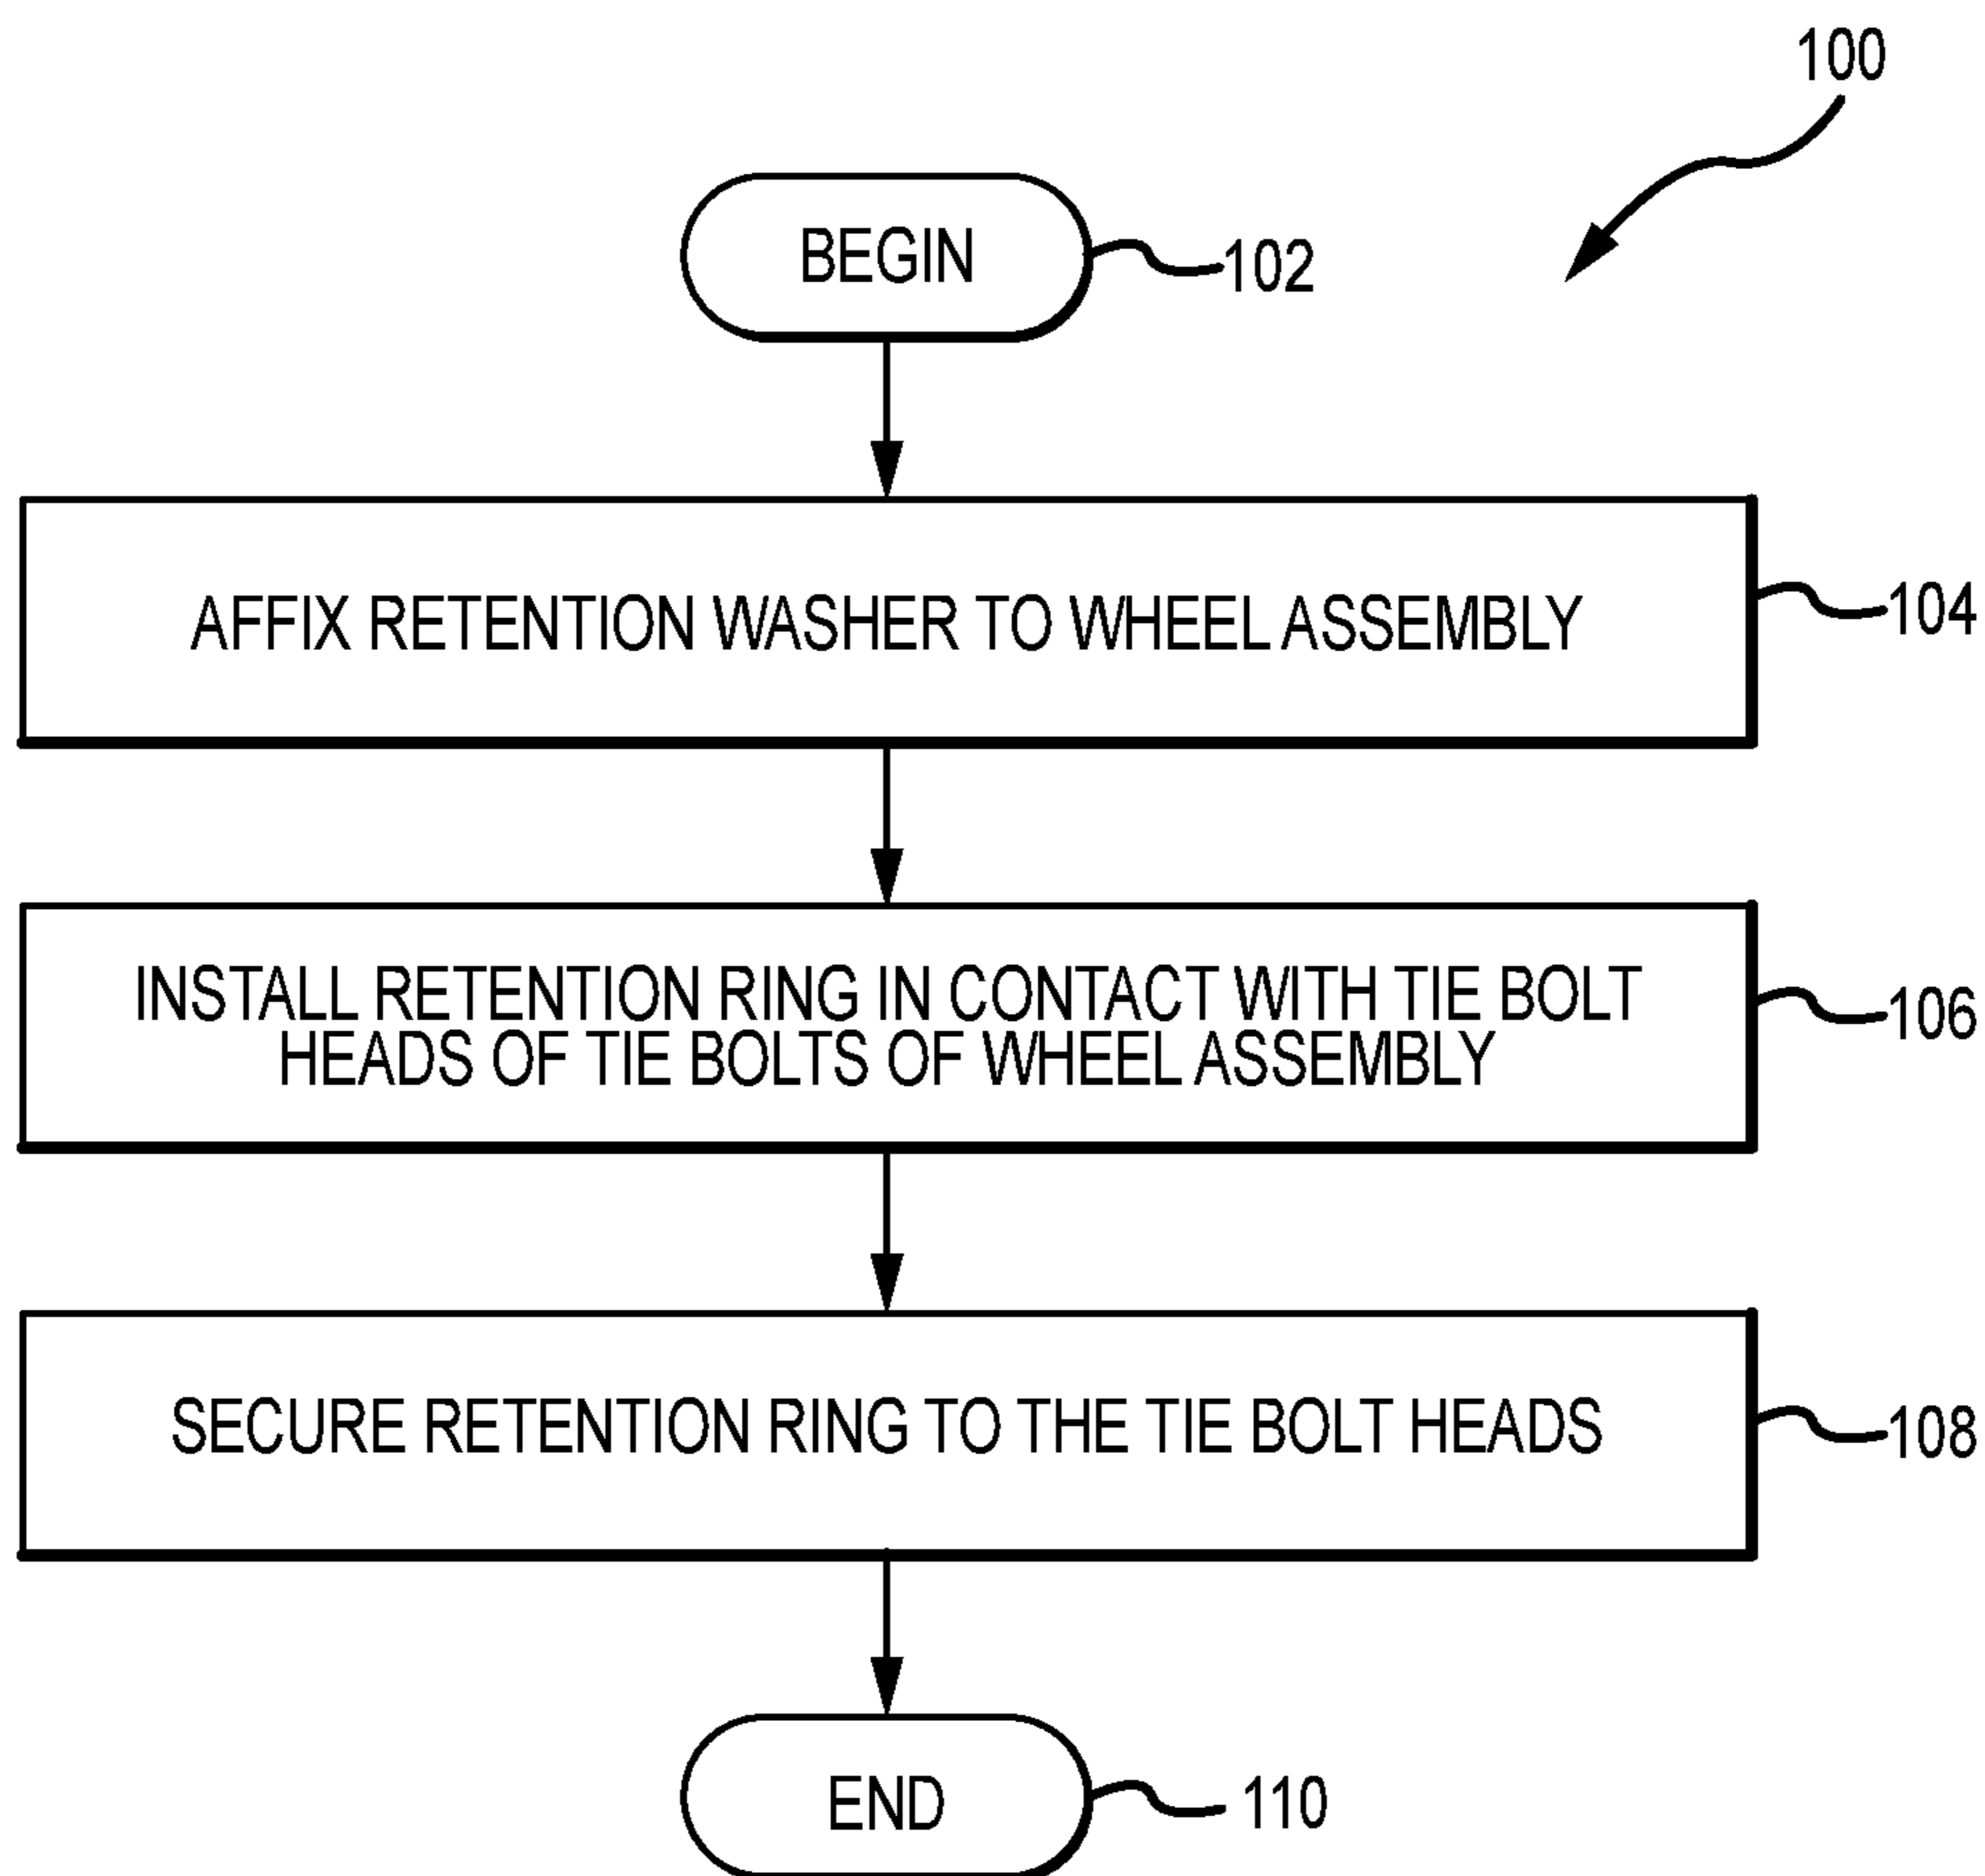 100
BEGIN
102
AFFIX RETENTION WASHER TO WHEEL ASSEMBLY
104
INSTALL RETENTION RING IN CONTACT WITH TIE BOLT
HEADS OF TIE BOLTS OF WHEEL ASSEMBLY
106
SECURE RETENTION RING TO THE TIE BOLT HEADS
108
END
110